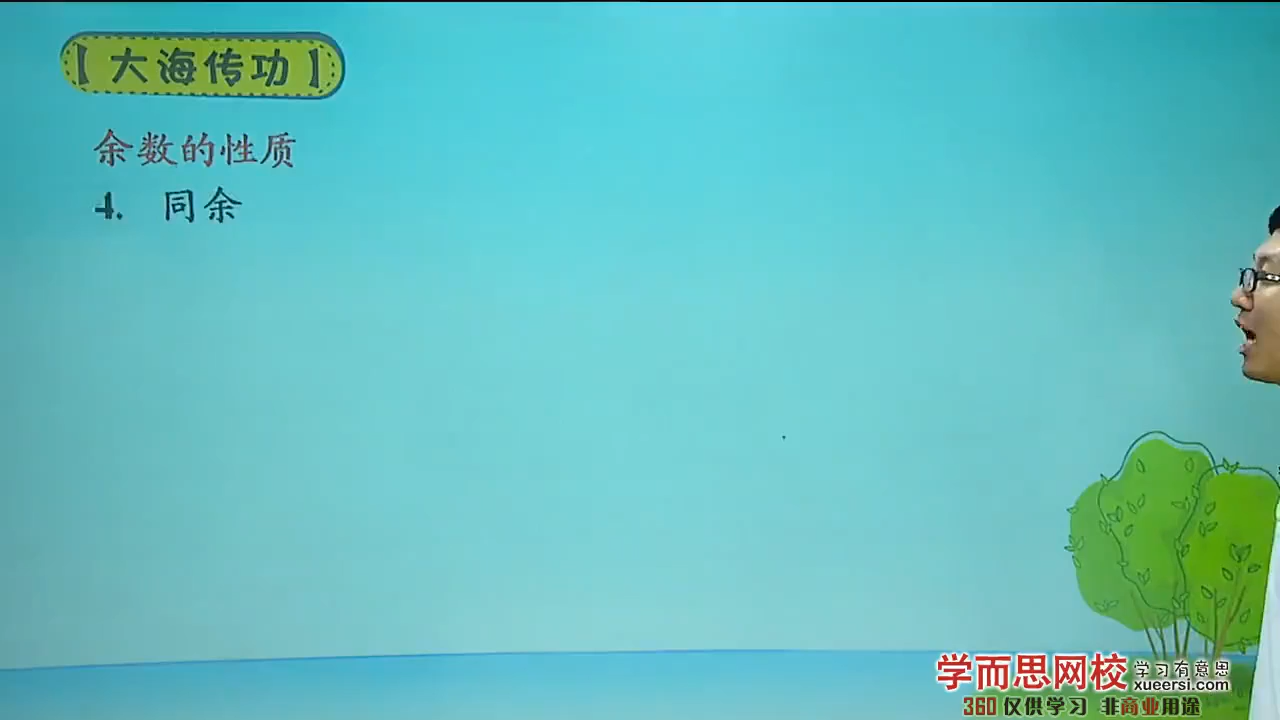 【大海传功】
余数的性质
4. 同余
学而思网校 学习有意思
xueersi.com
360 仅供学习 非商业用途